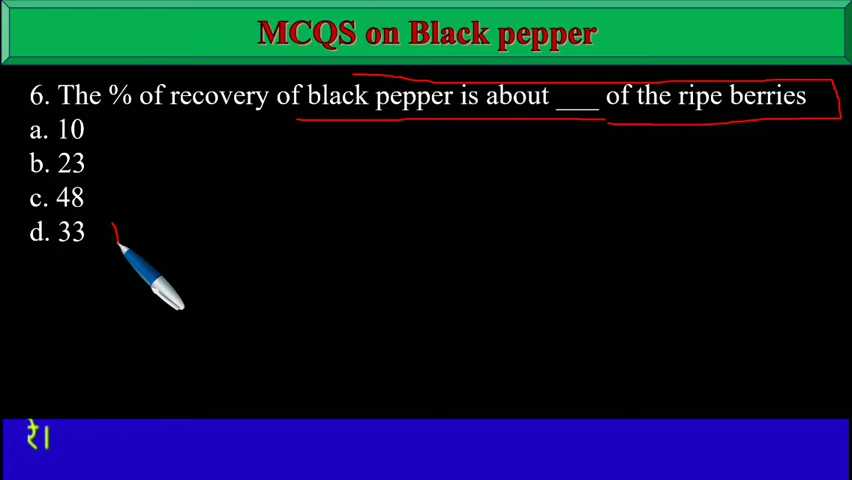 MCQS on Black pepper
6. The % of recovery of black pepper is about ___ of the ripe berries
a. 10
b. 23
c. 48
d. 33
रे।